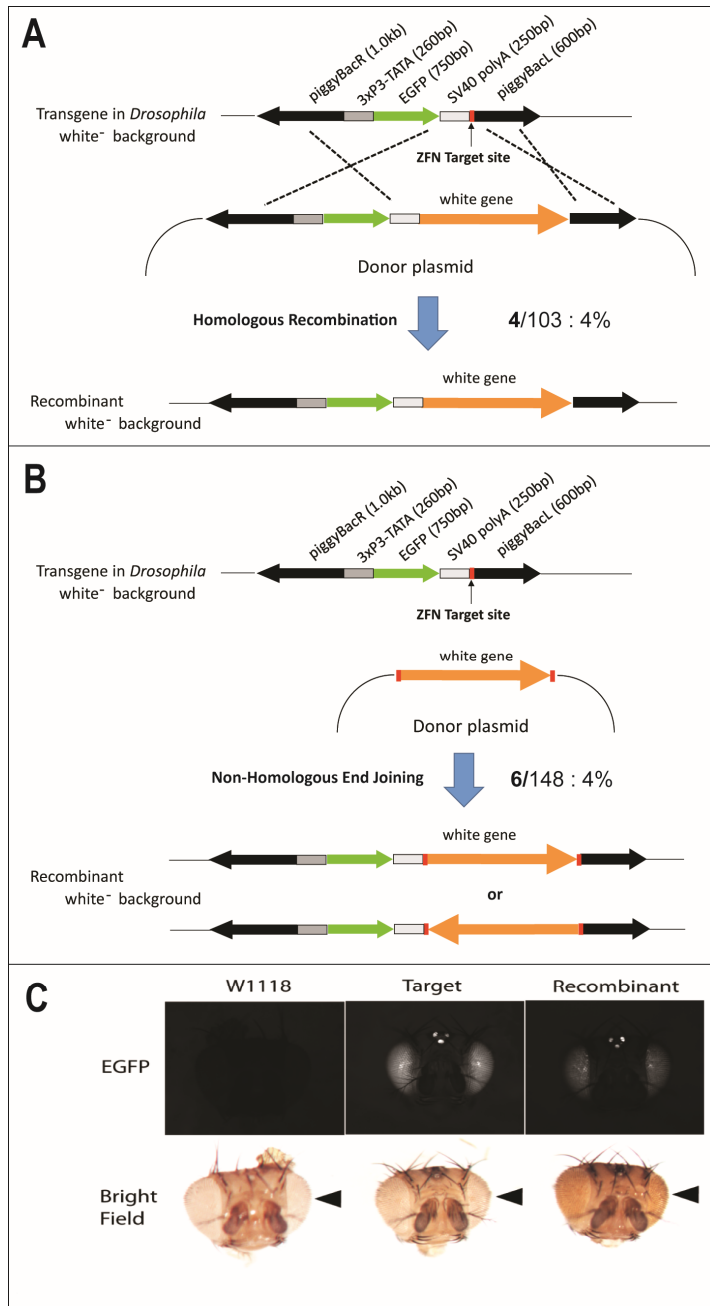 A
piggyBacR (1.0kb)
3xP3-TATA (260bp)
EGFP (750bp)
SV40 polyA (250bp)
piggyBacL (600bp)
Transgene in Drosophila
white⁻ background
ZFN Target site
white gene
Donor plasmid
Homologous Recombination
4/103 : 4%
white gene
Recombinant
white⁻ background
B
piggyBacR (1.0kb)
3xP3-TATA (260bp)
EGFP (750bp)
SV40 polyA (250bp)
piggyBacL (600bp)
Transgene in Drosophila
white⁻ background
ZFN Target site
white gene
Donor plasmid
Non-Homologous End Joining
6/148 : 4%
white gene
Recombinant
white⁻ background
or
C
W1118
Target
Recombinant
EGFP
Bright
Field